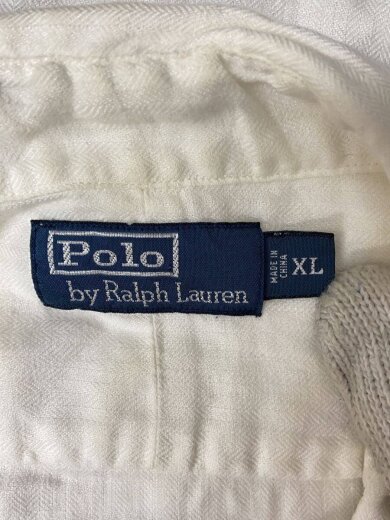 Polo
by Ralph Lauren
MADE IN
CHINA
XL